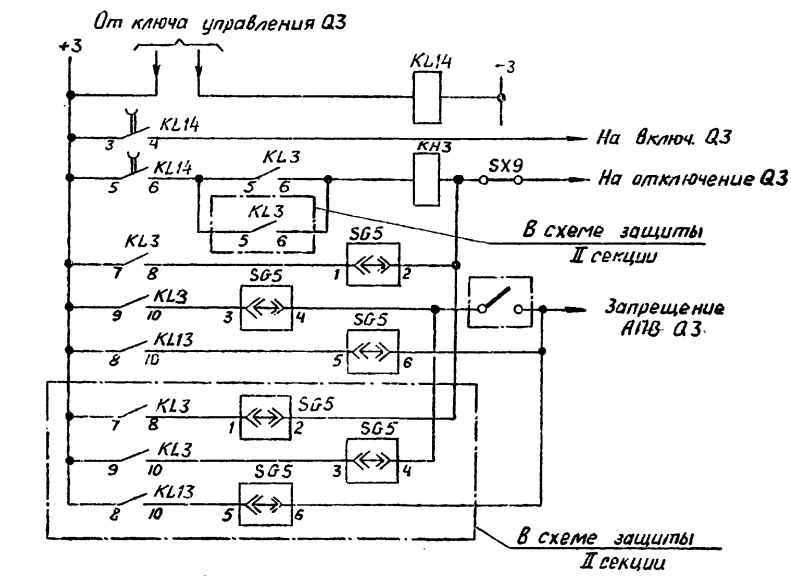 От ключа управления Q3
+3
KL14
-3
3 4 KL14
На включ. Q3
5 6 KL14
KL3
5 6
КН3
SX9
На отключение Q3
KL3
5 6
В схеме защиты
II секции
KL3
7 8
SG5
1 2
KL3
9 10
SG5
3 4
Запрещение
АПВ Q3
KL13
8 10
SG5
5 6
KL3
7 8
SG5
1 2
KL3
9 10
SG5
3 4
KL13
8 10
SG5
5 6
В схеме защиты
II секции